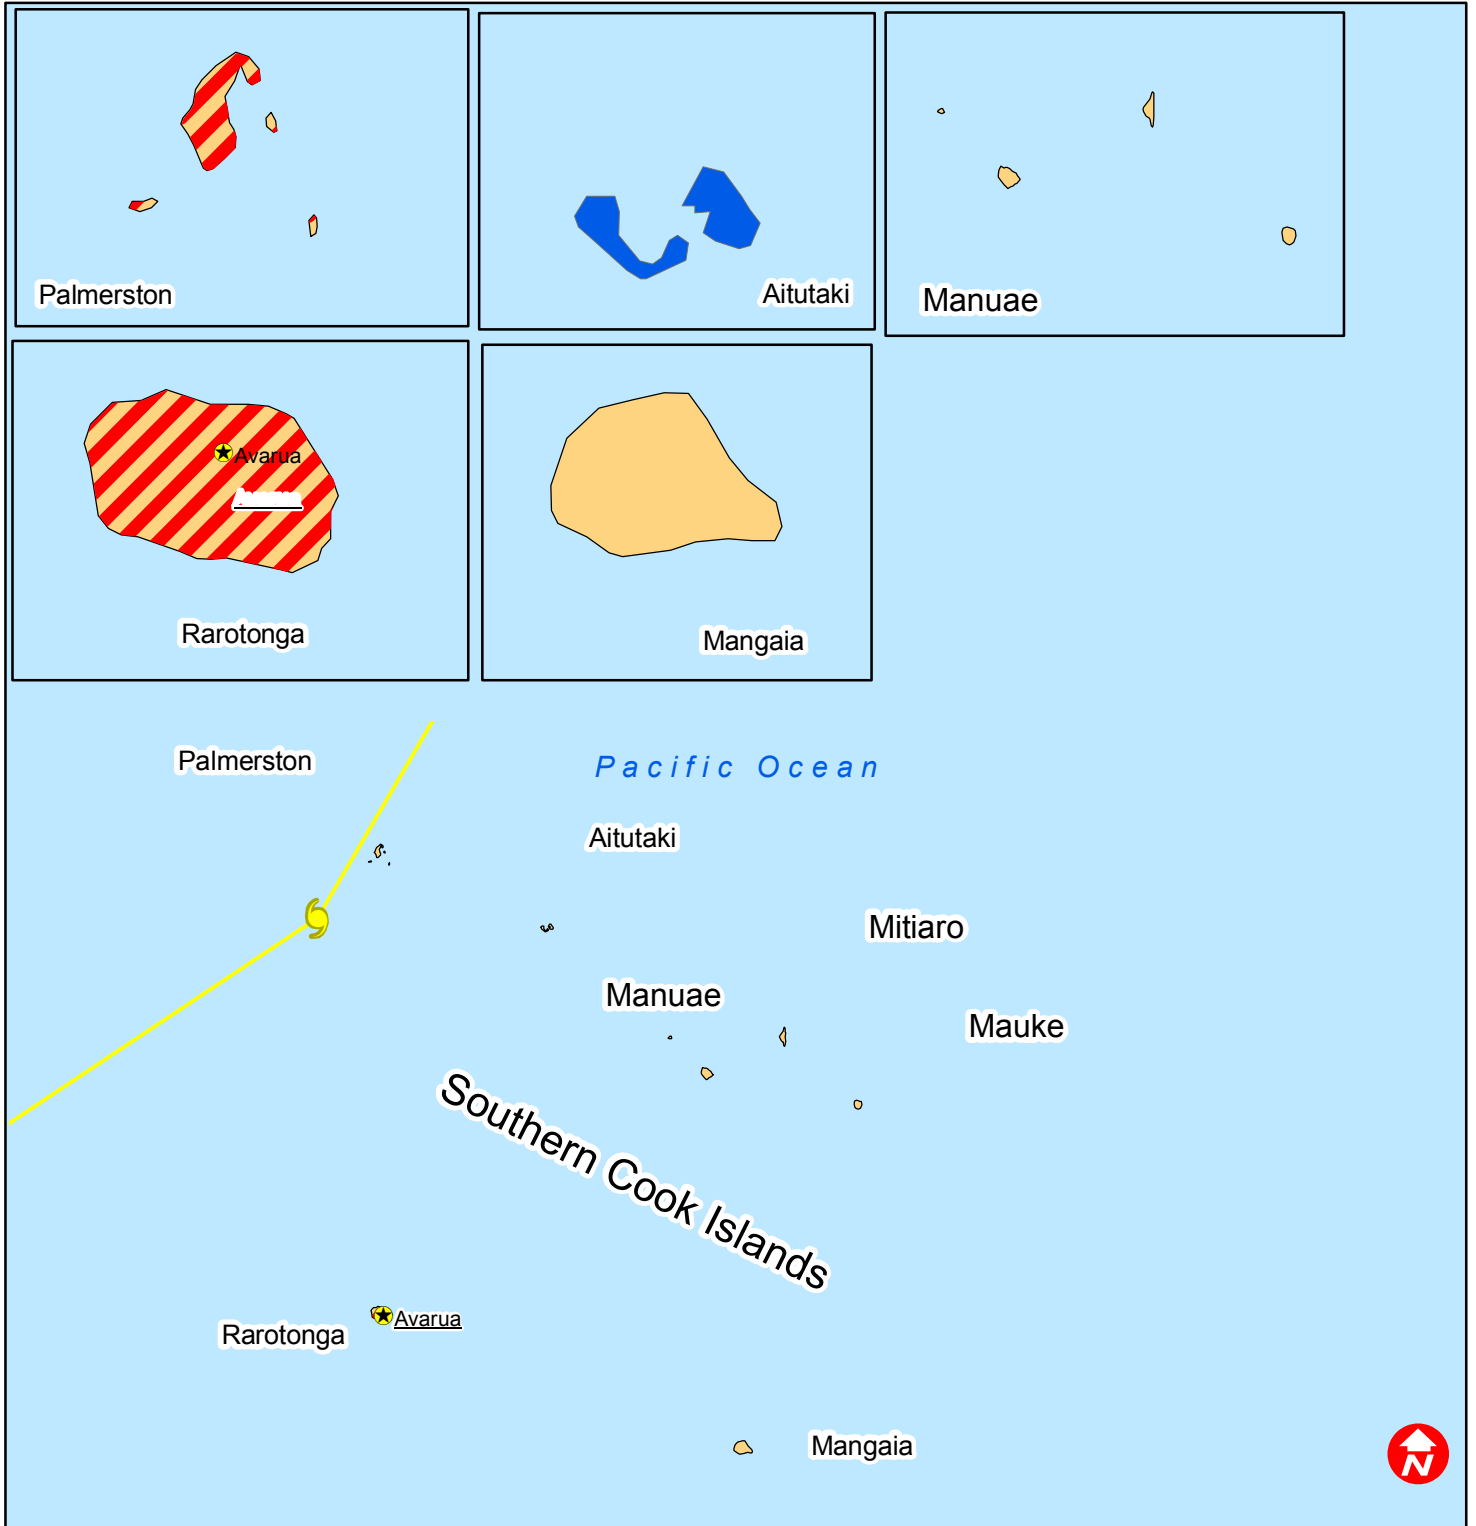 Palmerston
Aitutaki
Manuae
Avarua
Rarotonga
Mangaia
Palmerston
Pacific Ocean
Aitutaki
Mitiaro
Manuae
Mauke
Southern Cook Islands
Avarua
Rarotonga
Mangaia
N